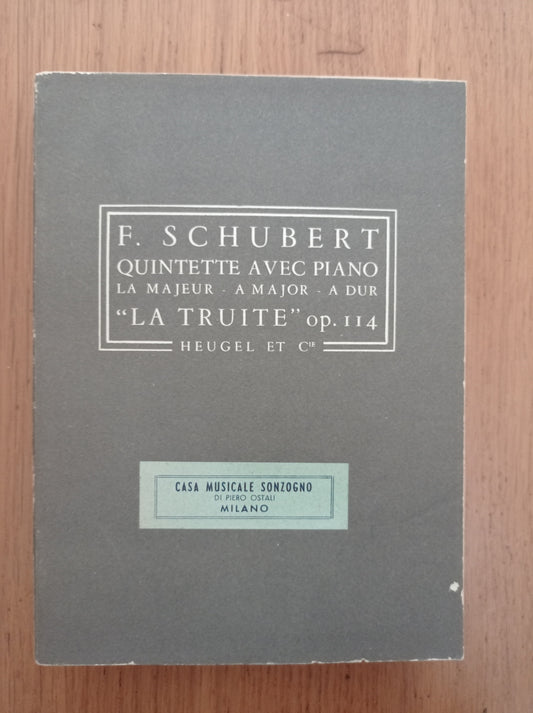 F. SCHUBERT
QUINTETTE AVEC PIANO
LA MAJEUR - A MAJOR - A DUR
“LA TRUITE” op. 114
HEUGEL ET CIE
CASA MUSICALE SONZOGNO
DI PIERO OSTALI
MILANO